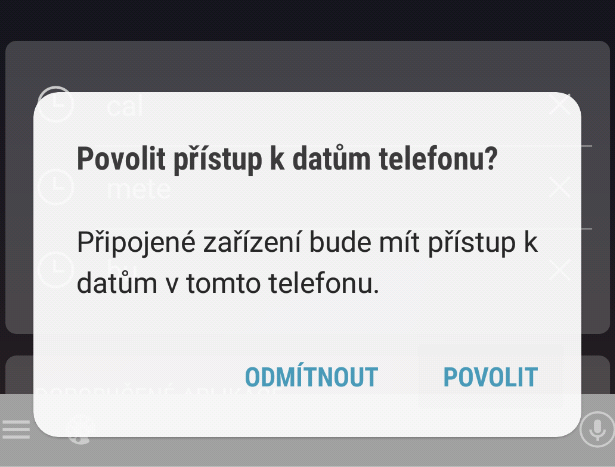 cal
Povolit přístup k datům telefonu?
mete
Připojené zařízení bude mít přístup k
datům v tomto telefonu.
ODMÍTNOUT POVOLIT